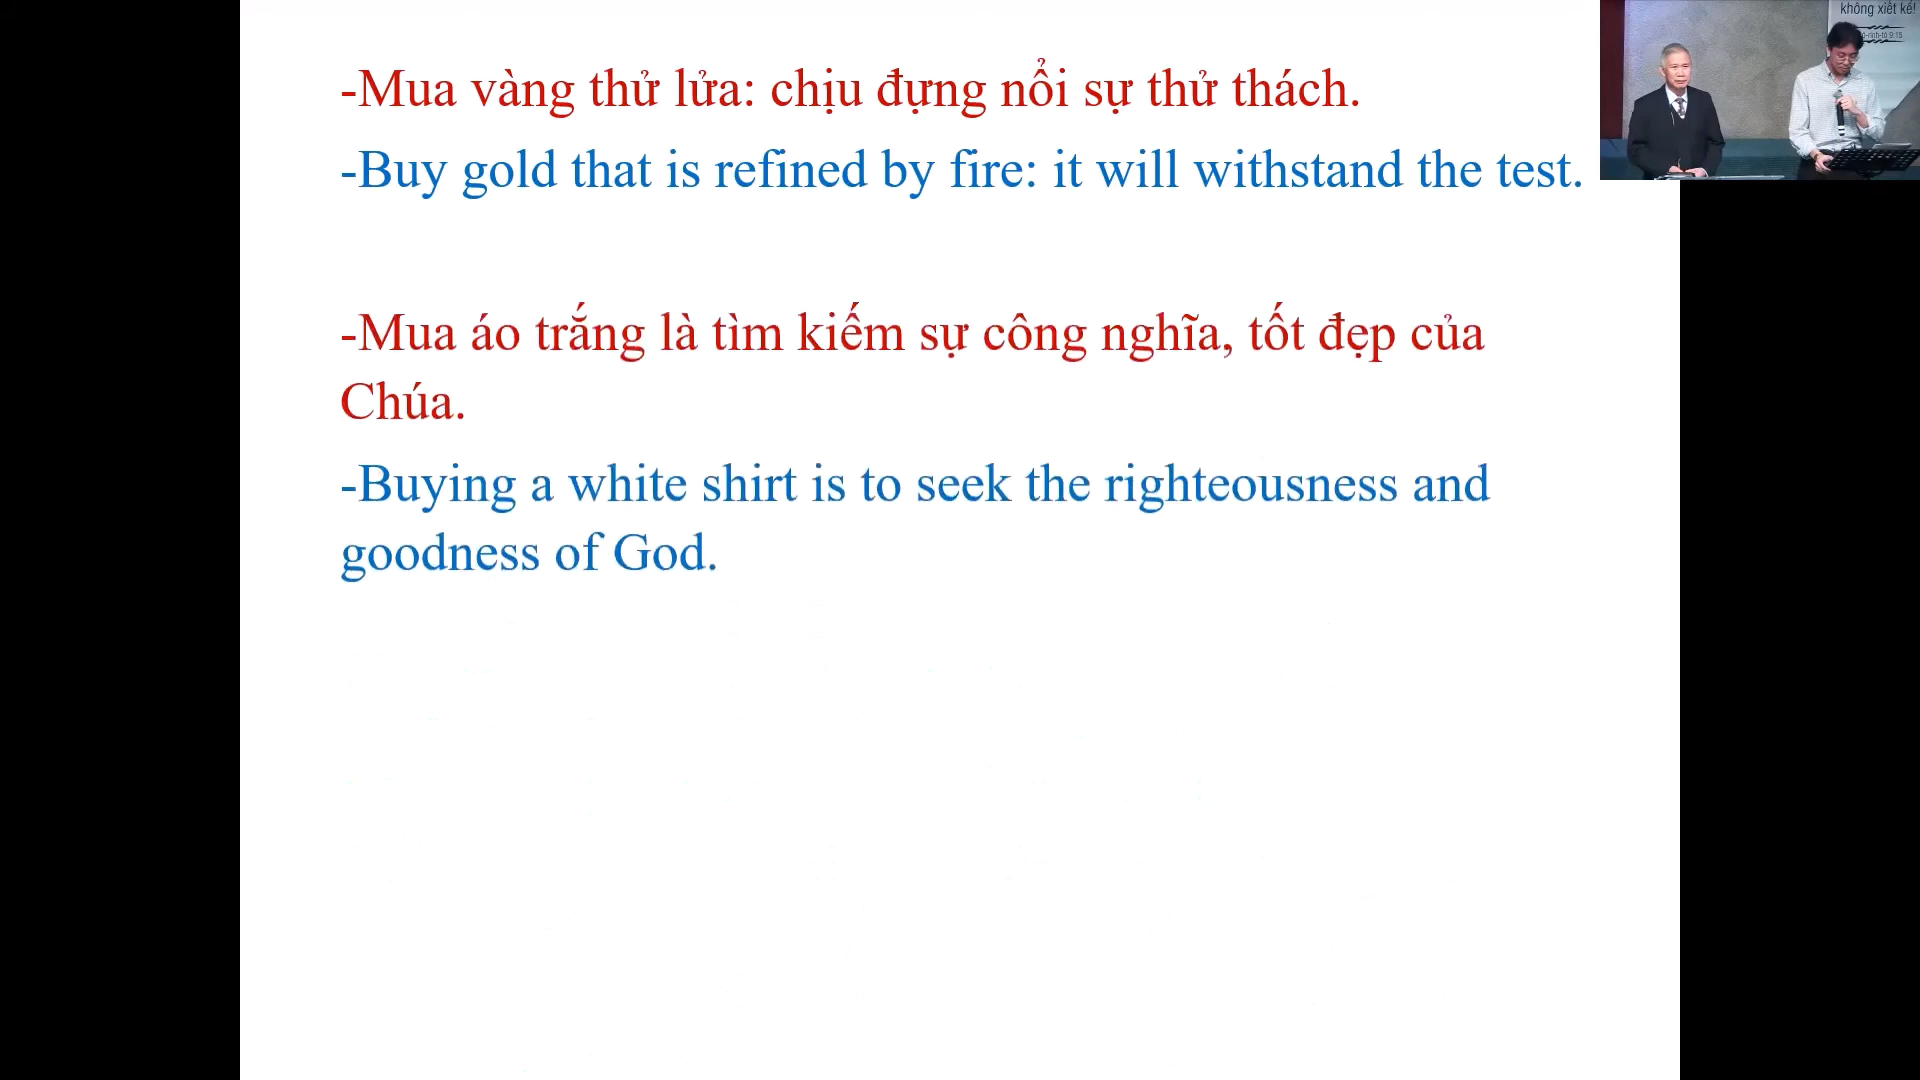 -Mua vàng thử lửa: chịu đựng nổi sự thử thách.
-Buy gold that is refined by fire: it will withstand the test.
-Mua áo trắng là tìm kiếm sự công nghĩa, tốt đẹp của
Chúa.
-Buying a white shirt is to seek the righteousness and
goodness of God.
không xiết kể!
9:15